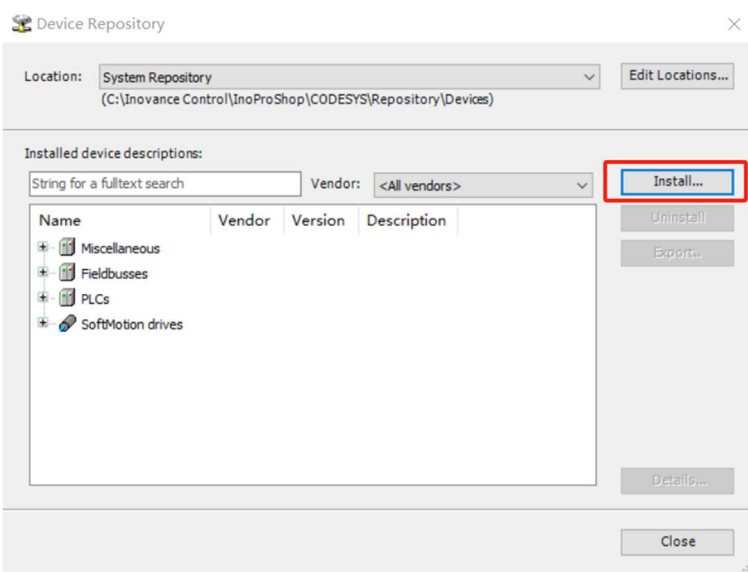 Device Repository
Location: System Repository Edit Locations...
(C:\Inovance Control\InoProShop\CODESYS\Repository\Devices)
Installed device descriptions:
String for a fulltext search Vendor: <All vendors> Install...
Name Vendor Version Description Uninstall
Miscellaneous Export...
Fieldbusses
PLCs
SoftMotion drives
Details...
Close